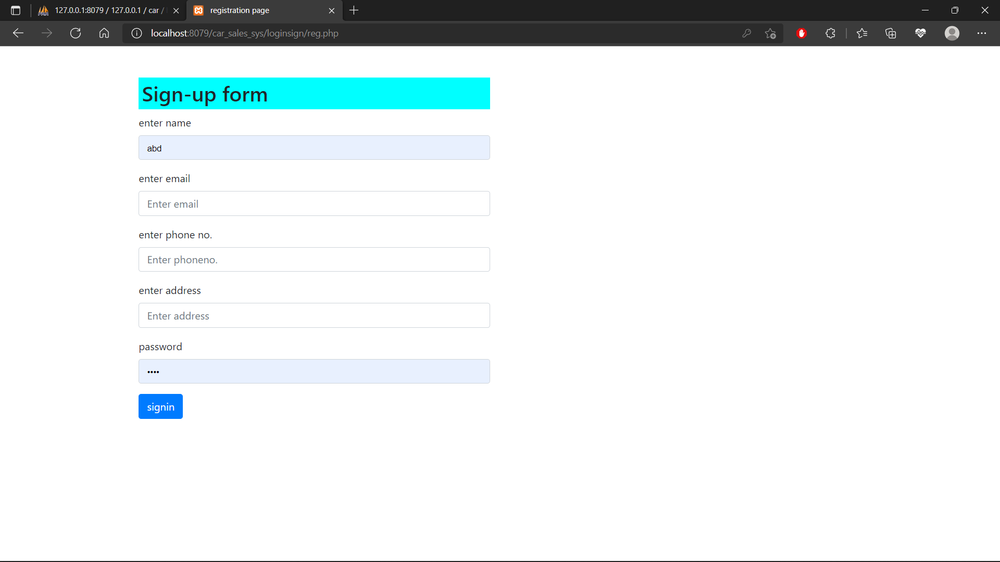 127.0.0.1:8079 / 127.0.0.1 / car /
registration page
localhost:8079/car_sales_sys/loginsign/reg.php
Sign-up form
enter name
abd
enter email
Enter email
enter phone no.
Enter phoneno.
enter address
Enter address
password
••••
signin